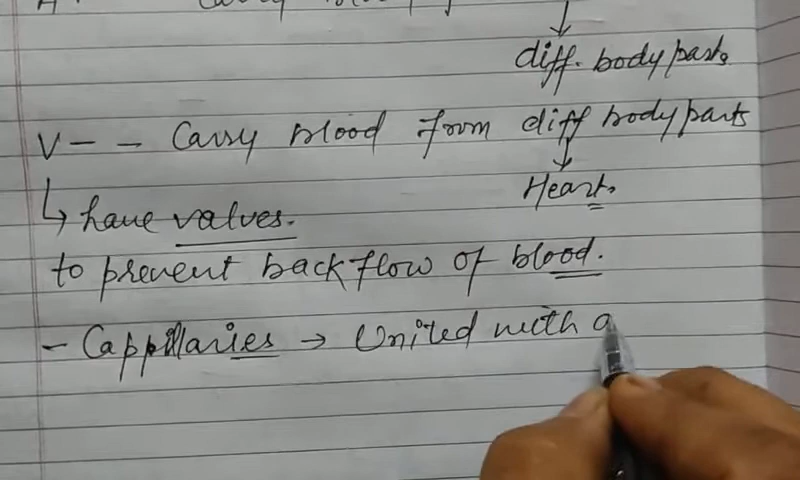 diff. body parts
V - - Carry blood from diff body parts
Heart.
↳ have valves.
to prevent back flow of blood.
- Cappillaries → United with a